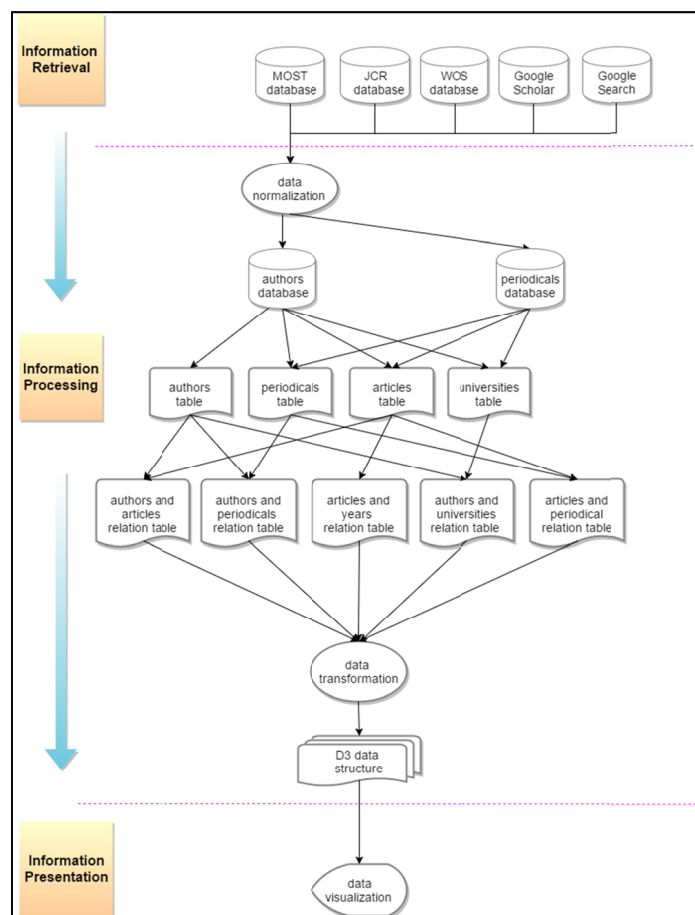 Information
Retrieval
MOST
database
JCR
database
WOS
database
Google
Scholar
Google
Search
data
normalization
authors
database
periodicals
database
Information
Processing
authors
table
periodicals
table
articles
table
universities
table
authors and
articles
relation table
authors and
periodicals
relation table
articles and
years
relation table
authors and
universities
relation table
articles and
periodical
relation table
data
transformation
D3 data
structure
Information
Presentation
data
visualization